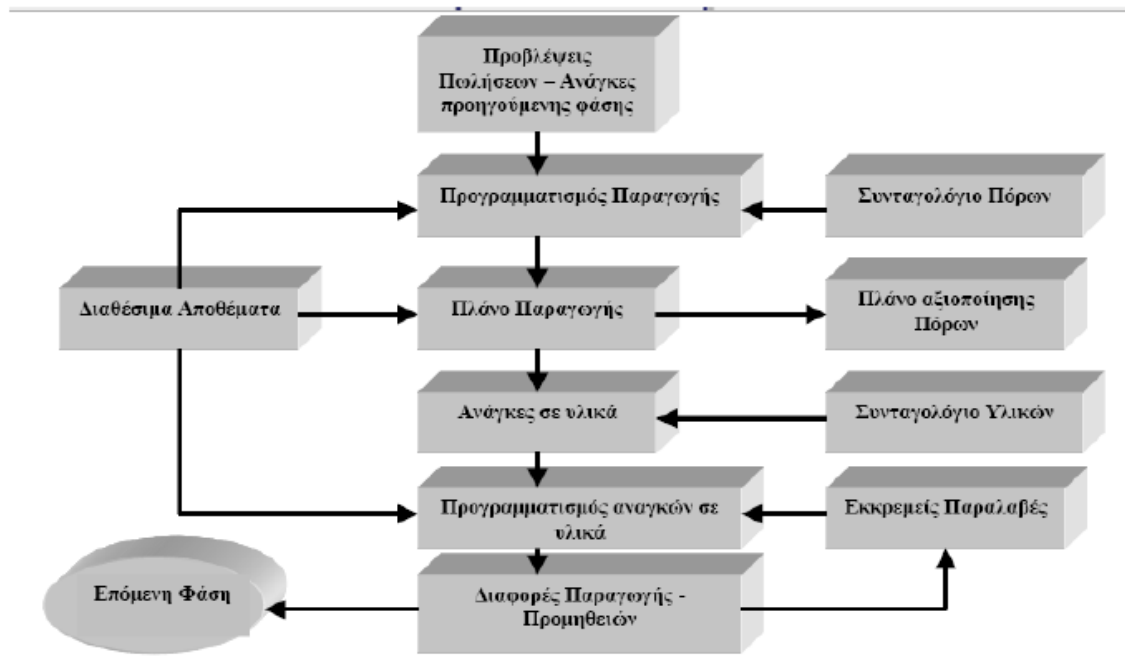 Προβλέψεις
Πωλήσεων – Ανάγκες
προηγούμενης φάσης
Προγραμματισμός Παραγωγής
Συνταγολόγιο Πόρων
Διαθέσιμα Αποθέματα
Πλάνο Παραγωγής
Πλάνο αξιοποίησης
Πόρων
Ανάγκες σε υλικά
Συνταγολόγιο Υλικών
Προγραμματισμός αναγκών σε
υλικά
Εκκρεμείς Παραλαβές
Επόμενη Φάση
Διαφορές Παραγωγής -
Προμηθειών